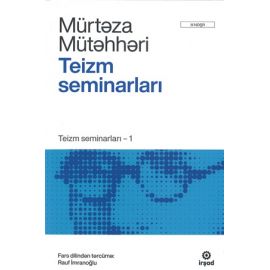 Mürtəza
Mütəhhəri
Teizm
seminarları
Teizm seminarları – 1
Fars dilindən tərcümə:
Rauf İmranoğlu
irşad